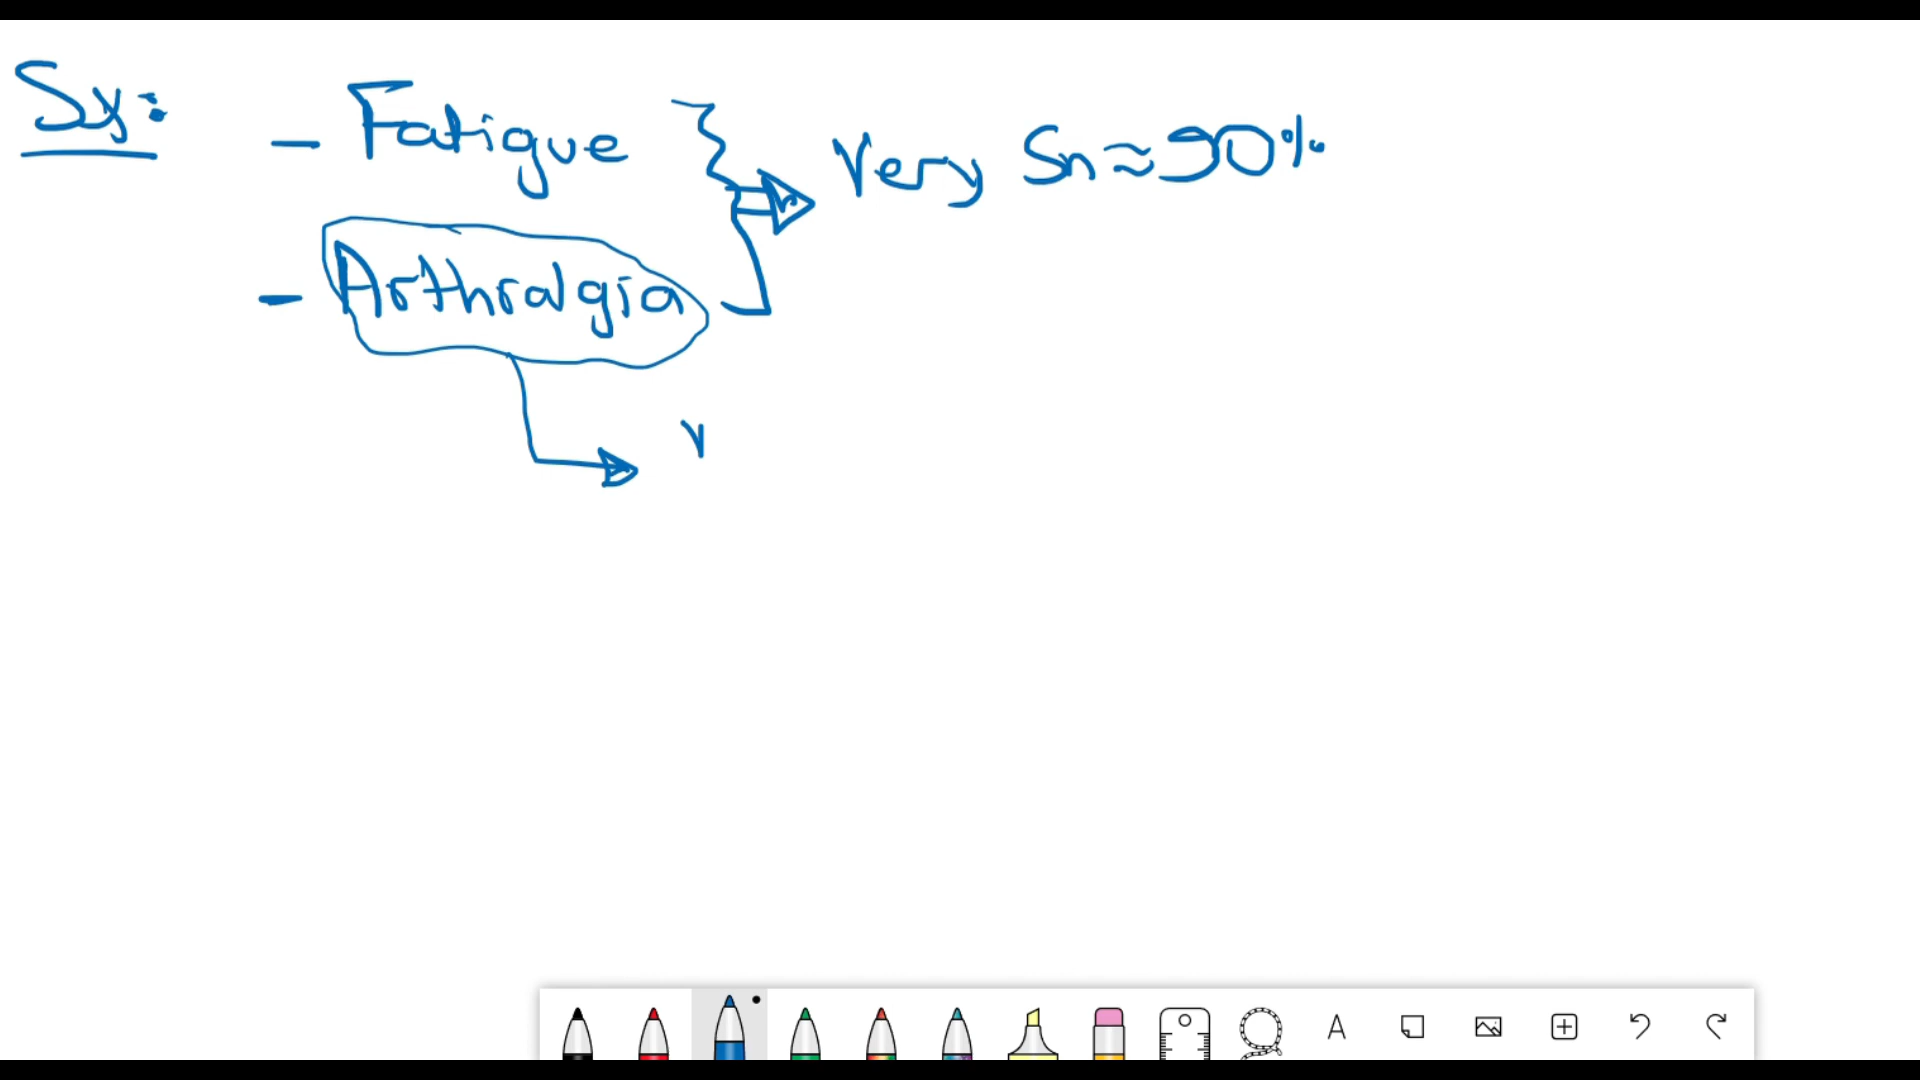 Sx:
- Fatigue
Very Sn≈90%
- Arthralgia
A